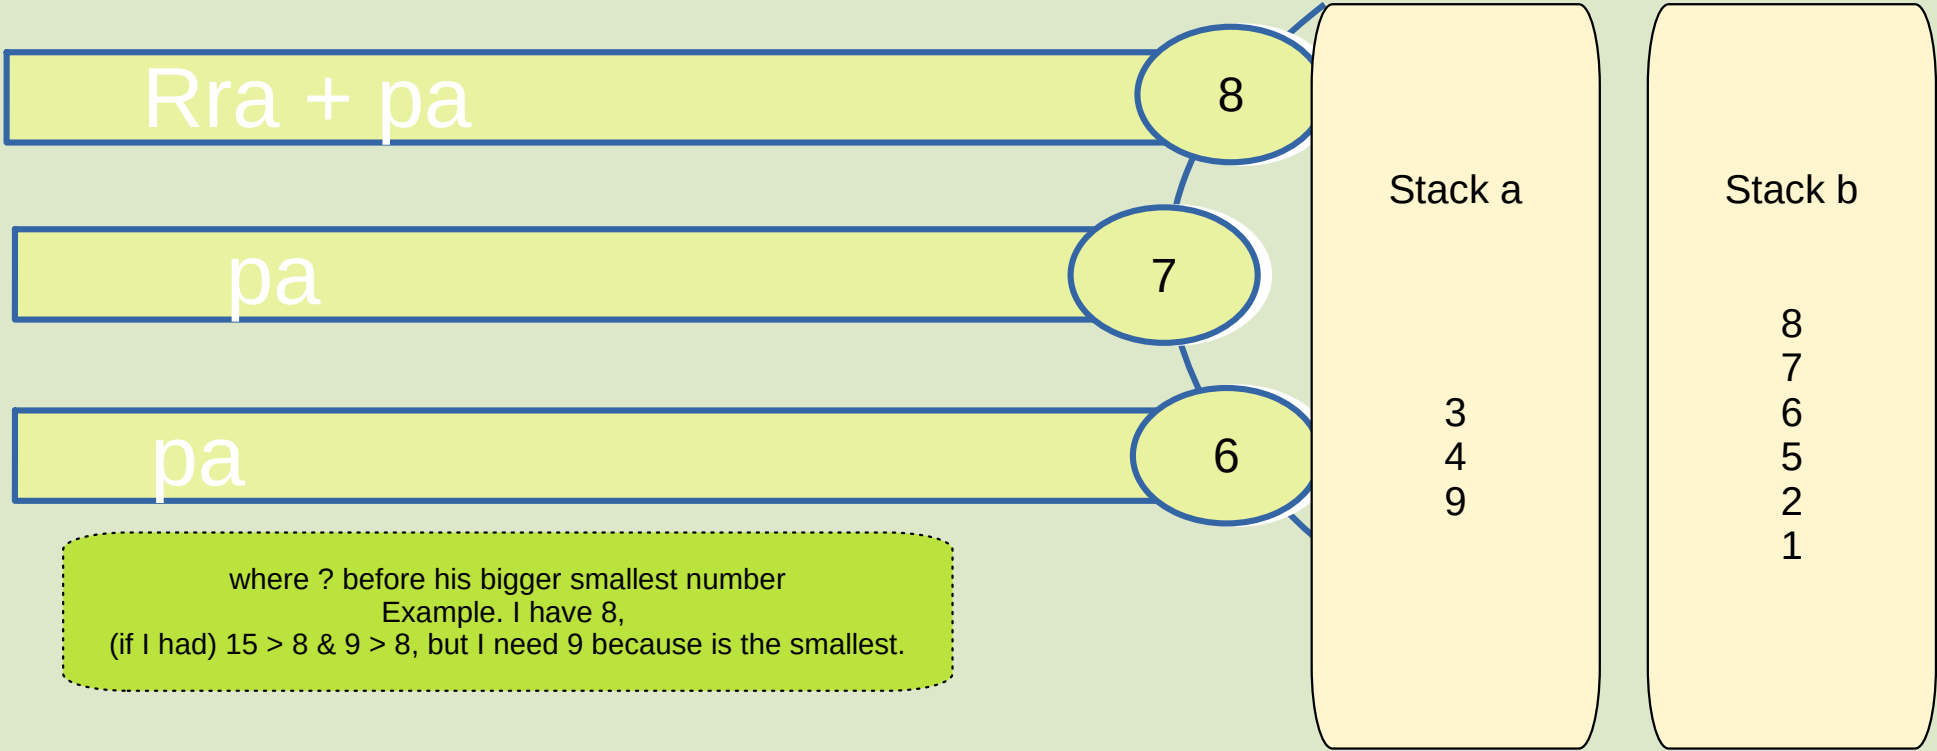 Rra + pa
8
pa
7
pa
6
where ? before his bigger smallest number
Example. I have 8,
(if I had) 15 > 8 & 9 > 8, but I need 9 because is the smallest.
Stack a
3
4
9
Stack b
8
7
6
5
2
1